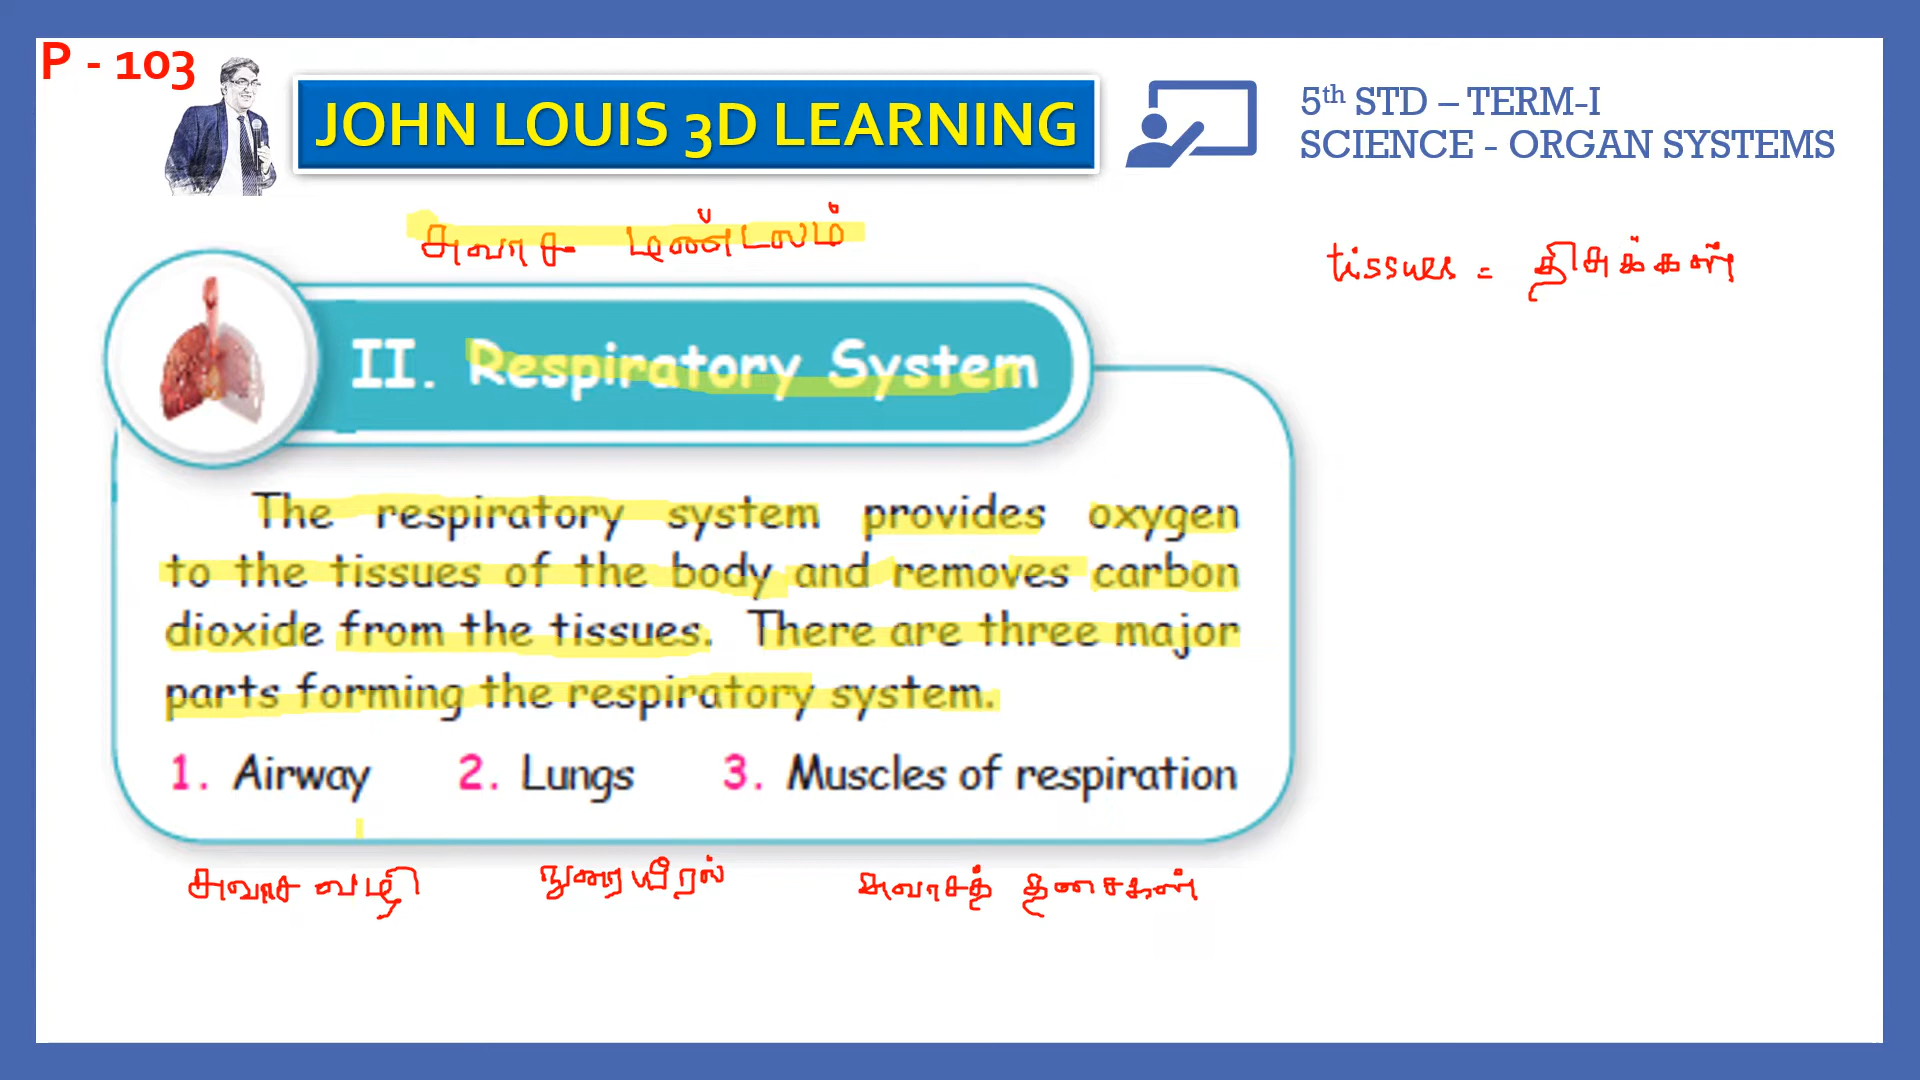 P - 103
JOHN LOUIS 3D LEARNING
5th STD – TERM-I
SCIENCE - ORGAN SYSTEMS
சுவாச மண்டலம்
tissues = திசுக்கள்
II. Respiratory System
The respiratory system provides oxygen
to the tissues of the body and removes carbon
dioxide from the tissues. There are three major
parts forming the respiratory system.
1. Airway 2. Lungs 3. Muscles of respiration
சுவாச வழி நுரையீரல் சுவாசத் தசைகள்